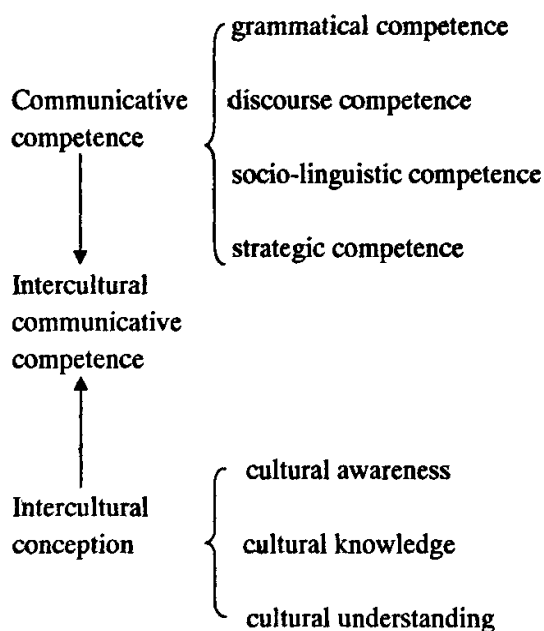 grammatical competence
Communicative
competence
discourse competence
socio-linguistic competence
strategic competence
Intercultural
communicative
competence
Intercultural
conception
cultural awareness
cultural knowledge
cultural understanding